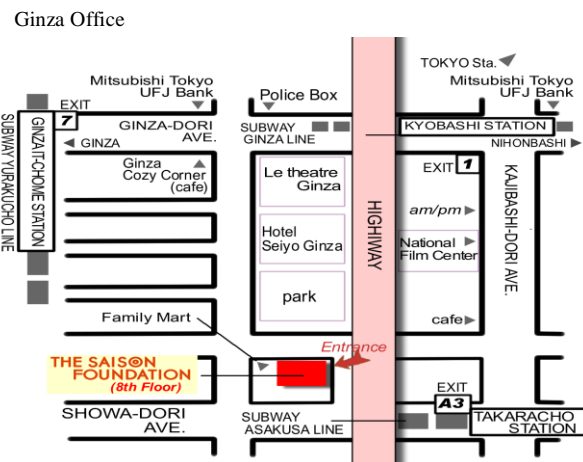 Ginza Office
TOKYO Sta.
Mitsubishi Tokyo
UFJ Bank
Police Box
Mitsubishi Tokyo
UFJ Bank
EXIT
7
GINZA-DORI
AVE.
GINZA
SUBWAY
GINZA LINE
KYOBASHI STATION
NIHONBASHI
SUBWAY YURAKUCHO LINE
GINZA IT-CHOME STATION
Ginza
Cozy Corner
(cafe)
Le theatre
Ginza
EXIT
1
Hotel
Seiyo Ginza
HIGHWAY
am/pm
National
Film Center
KAJIBASHI-DORI AVE.
park
cafe
Family Mart
Entrance
THE SAISON
FOUNDATION
(8th Floor)
EXIT
A3
SHOWA-DORI
AVE.
SUBWAY
ASAKUSA LINE
TAKARACHO
STATION